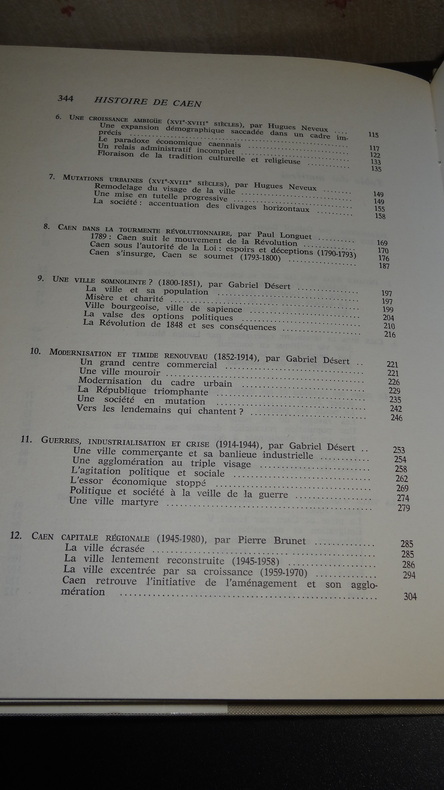 344 HISTOIRE DE CAEN
6. UNE CROISSANCE AMBIGÜE (XVIᵉ-XVIIIᵉ SIÈCLES), par Hugues Neveux .... 115
Une expansion démographique saccadée dans un cadre im-
précis .... 117
Le paradoxe économique caennais .... 122
Un relais administratif incomplet .... 133
Floraison de la tradition culturelle et religieuse .... 135
7. MUTATIONS URBAINES (XVIᵉ-XVIIIᵉ SIÈCLES), par Hugues Neveux .... 149
Remodelage du visage de la ville .... 149
Une mise en tutelle progressive .... 155
La société : accentuation des clivages horizontaux .... 158
8. CAEN DANS LA TOURMENTE RÉVOLUTIONNAIRE, par Paul Longuet .... 169
1789 : Caen suit le mouvement de la Révolution .... 170
Caen sous l'autorité de la Loi : espoirs et déceptions (1790-1793) 176
Caen s'insurge, Caen se soumet (1793-1800) .... 187
9. UNE VILLE SOMNOLENTE ? (1800-1851), par Gabriel Désert .... 197
La ville et sa population .... 197
Misère et charité .... 199
Ville bourgeoise, ville de sapience .... 204
La valse des options politiques .... 210
La Révolution de 1848 et ses conséquences .... 216
10. MODERNISATION ET TIMIDE RENOUVEAU (1852-1914), par Gabriel Désert .. 221
Un grand centre commercial .... 221
Une ville mouroir .... 226
Modernisation du cadre urbain .... 229
La République triomphante .... 235
Une société en mutation .... 242
Vers les lendemains qui chantent ? .... 246
11. GUERRES, INDUSTRIALISATION ET CRISE (1914-1944), par Gabriel Désert .. 253
Une ville commerçante et sa banlieue industrielle .... 254
Une agglomération au triple visage .... 258
L'agitation politique et sociale .... 262
L'essor économique stoppé .... 269
Politique et société à la veille de la guerre .... 274
Une ville martyre .... 279
12. CAEN CAPITALE RÉGIONALE (1945-1980), par Pierre Brunet .... 285
La ville écrasée .... 285
La ville lentement reconstruite (1945-1958) .... 286
La ville excentrée par sa croissance (1959-1970) .... 294
Caen retrouve l'initiative de l'aménagement et son agglo-
mération .... 304